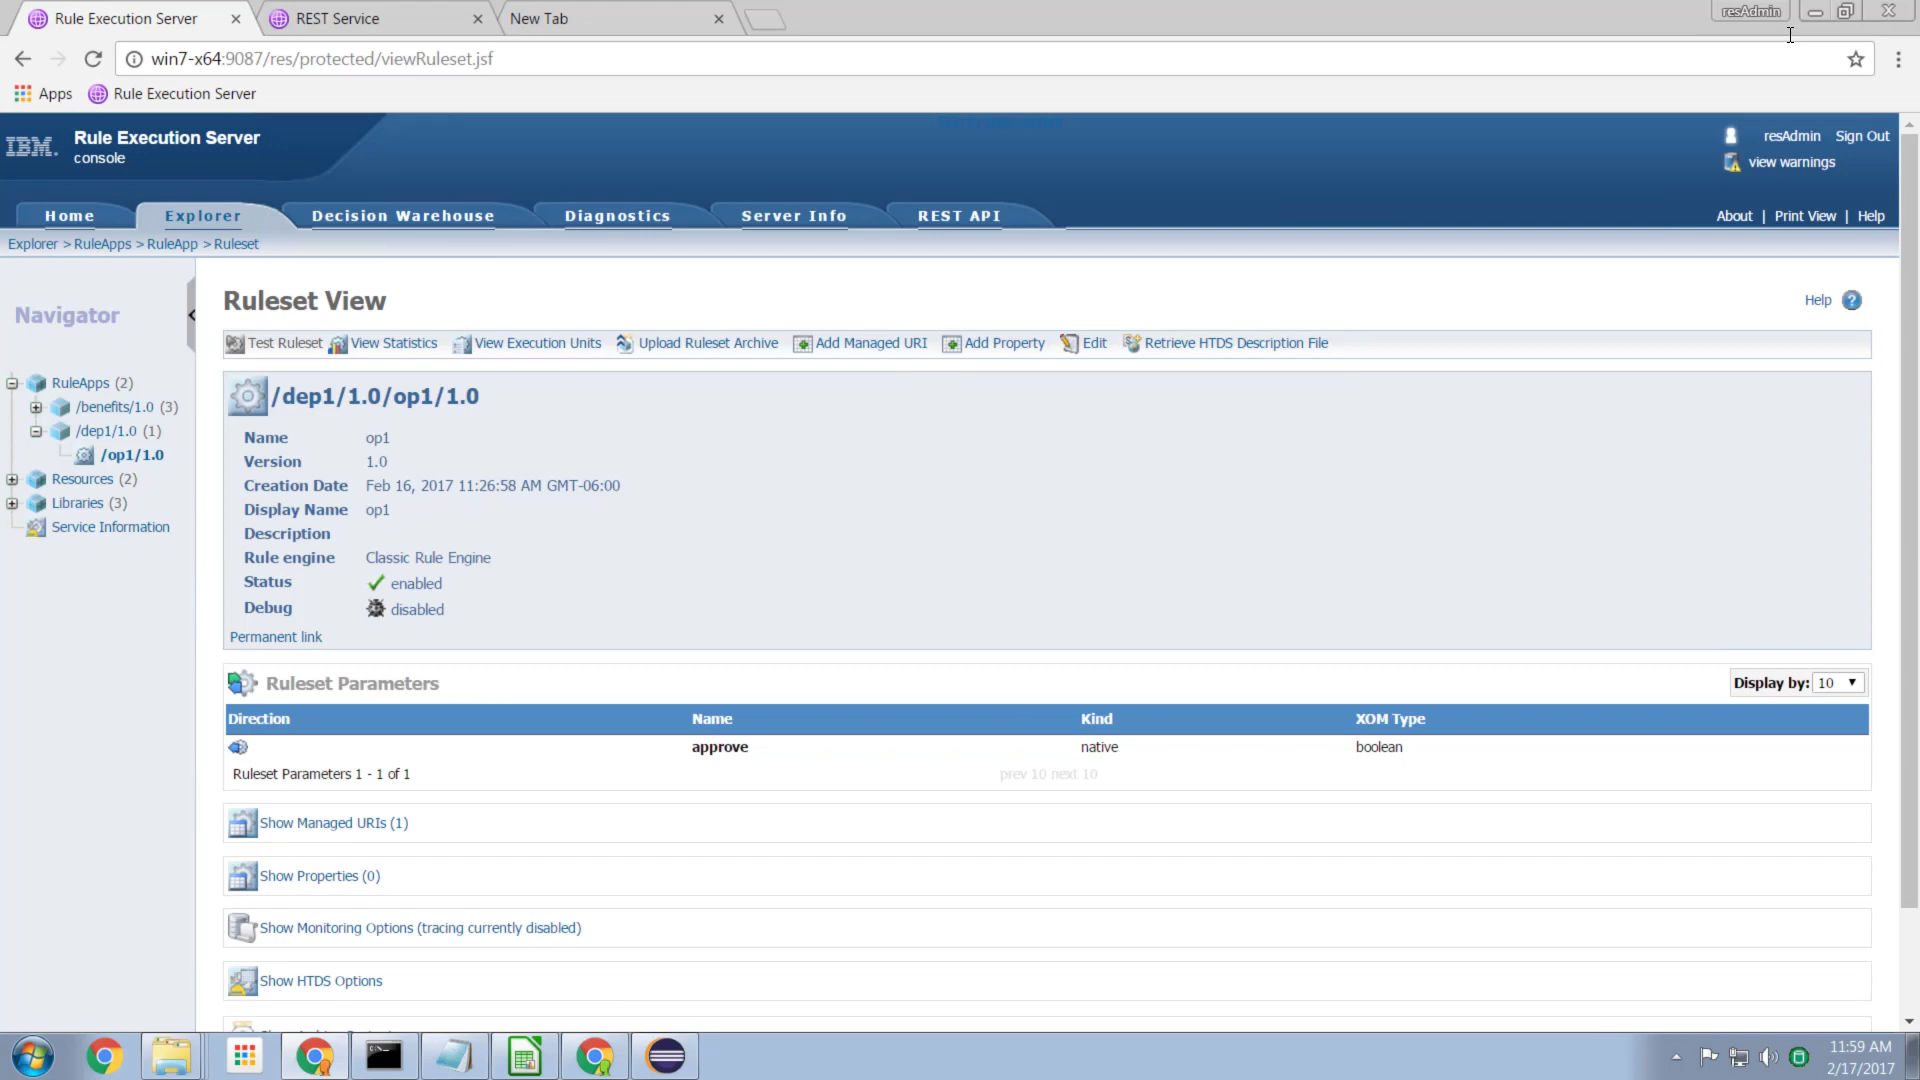 Rule Execution Server
REST Service
New Tab
resAdmin
win7-x64:9087/res/protected/viewRuleset.jsf
Apps
Rule Execution Server
IBM.
Rule Execution Server
console
resAdmin Sign Out
view warnings
Home Explorer Decision Warehouse Diagnostics Server Info REST API
About | Print View | Help
Explorer > RuleApps > RuleApp > Ruleset
Navigator
RuleApps (2)
/benefits/1.0 (3)
/dep1/1.0 (1)
/op1/1.0
Resources (2)
Libraries (3)
Service Information
Ruleset View
Help ?
Test Ruleset View Statistics View Execution Units Upload Ruleset Archive Add Managed URI Add Property Edit Retrieve HTDS Description File
/dep1/1.0/op1/1.0
Name op1
Version 1.0
Creation Date Feb 16, 2017 11:26:58 AM GMT-06:00
Display Name op1
Description
Rule engine Classic Rule Engine
Status enabled
Debug disabled
Permanent link
Ruleset Parameters
Display by: 10
Direction Name Kind XOM Type
approve native boolean
Ruleset Parameters 1 - 1 of 1 prev 10 next 10
Show Managed URIs (1)
Show Properties (0)
Show Monitoring Options (tracing currently disabled)
Show HTDS Options
11:59 AM
2/17/2017